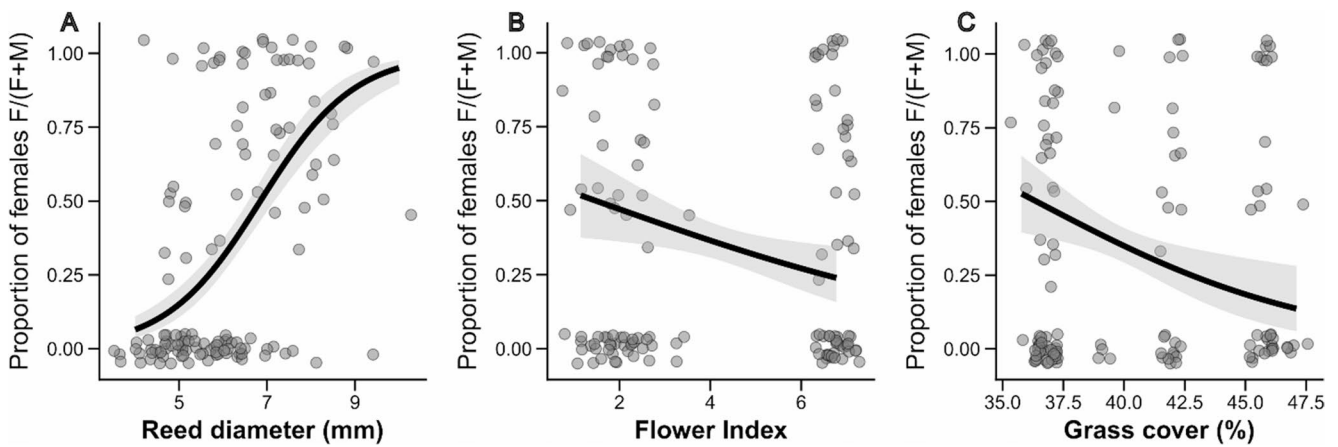 A
Proportion of females F/(F+M)
1.00
0.75
0.50
0.25
0.00
5 7 9
Reed diameter (mm)
B
Proportion of females F/(F+M)
1.00
0.75
0.50
0.25
0.00
2 4 6
Flower Index
C
Proportion of females F/(F+M)
1.00
0.75
0.50
0.25
0.00
35.0 37.5 40.0 42.5 45.0 47.5
Grass cover (%)